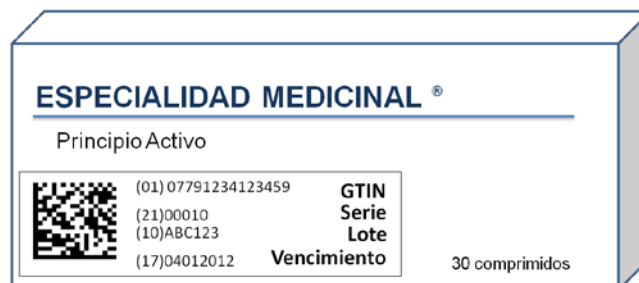 ESPECIALIDAD MEDICINAL ®
Principio Activo
(01) 07791234123459 GTIN
(21)00010 Serie
(10)ABC123 Lote
(17)04012012 Vencimiento
30 comprimidos